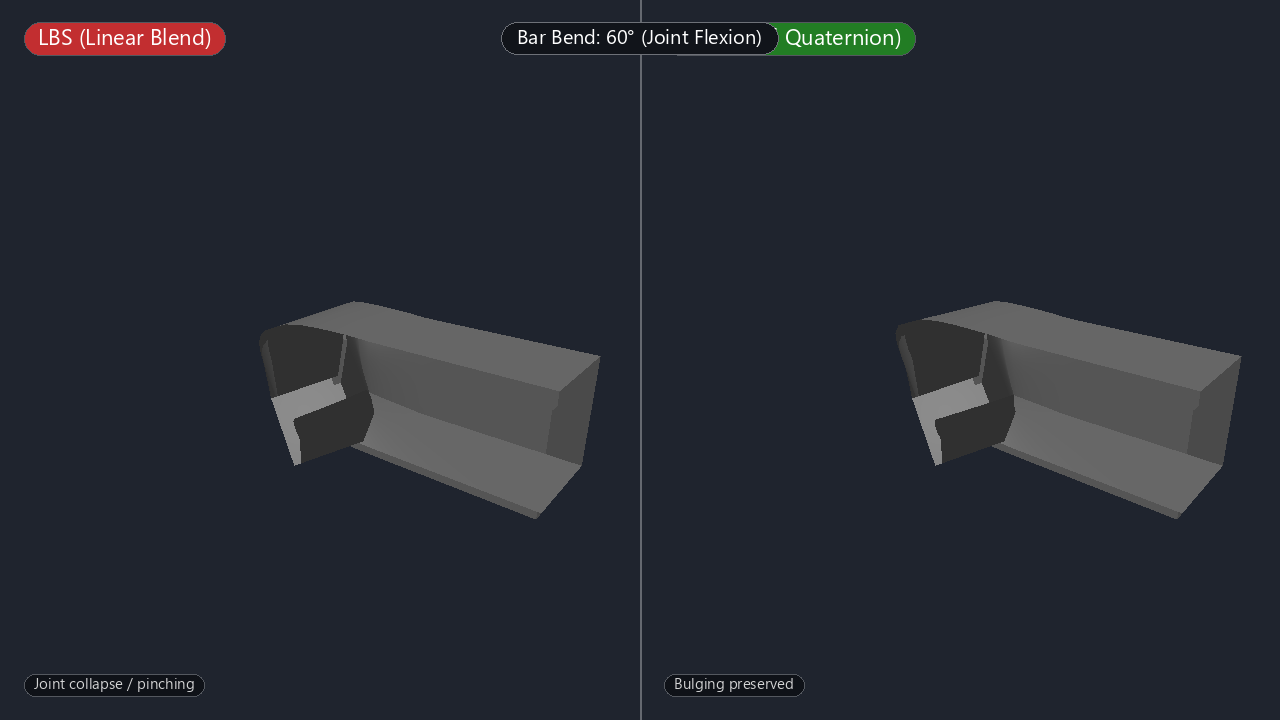 LBS (Linear Blend)
Bar Bend: 60° (Joint Flexion)
Quaternion)
Joint collapse / pinching
Bulging preserved